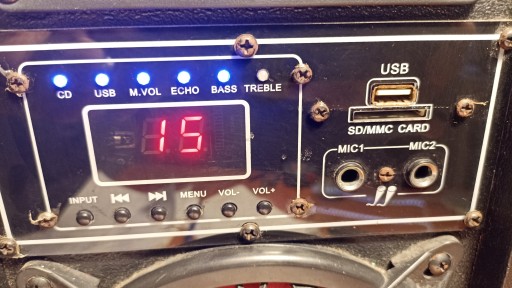 USB
CD USB M.VOL ECHO BASS TREBLE
15
SD/MMC CARD
MIC1 MIC2
INPUT MENU VOL- VOL+